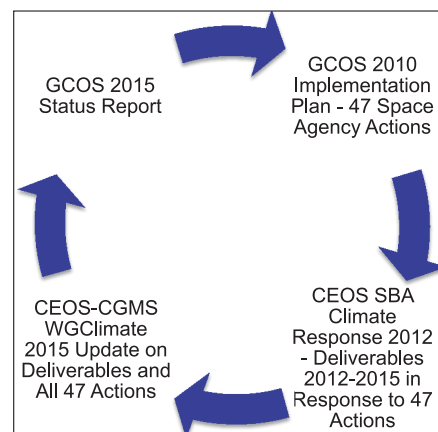 GCOS 2015
Status Report
GCOS 2010
Implementation
Plan - 47 Space
Agency Actions
CEOS SBA
Climate
Response 2012
- Deliverables
2012-2015 in
Response to 47
Actions
CEOS-CGMS
WGClimate
2015 Update on
Deliverables and
All 47 Actions